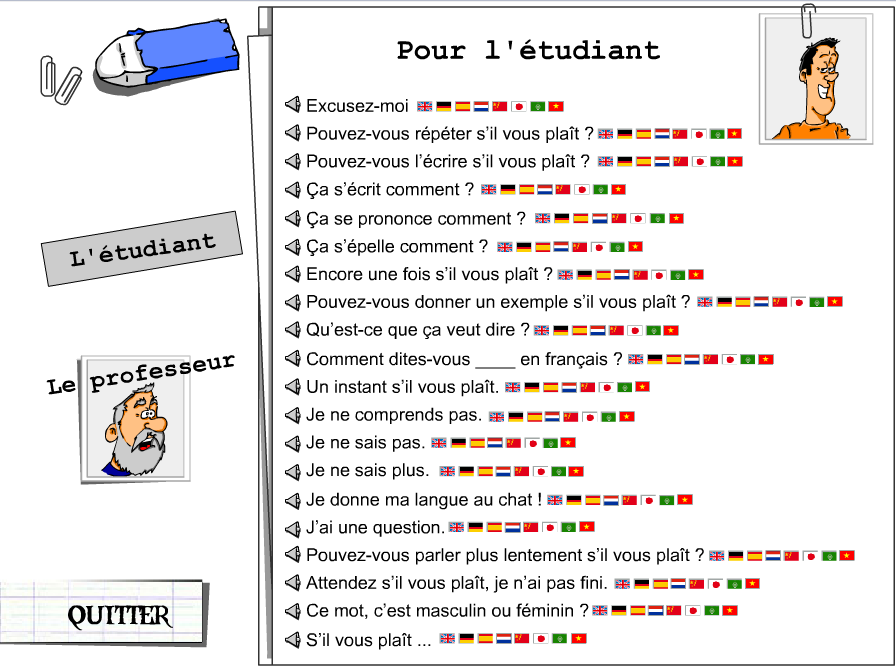 Pour l'étudiant
Excusez-moi
Pouvez-vous répéter s’il vous plaît ?
Pouvez-vous l’écrire s’il vous plaît ?
Ça s’écrit comment ?
Ça se prononce comment ?
Ça s’épelle comment ?
Encore une fois s’il vous plaît ?
Pouvez-vous donner un exemple s’il vous plaît ?
Qu’est-ce que ça veut dire ?
Comment dites-vous ____ en français ?
Un instant s’il vous plaît.
Je ne comprends pas.
Je ne sais pas.
Je ne sais plus.
Je donne ma langue au chat !
J’ai une question.
Pouvez-vous parler plus lentement s’il vous plaît ?
Attendez s’il vous plaît, je n’ai pas fini.
Ce mot, c’est masculin ou féminin ?
S’il vous plaît ...
L'étudiant
Le professeur
QUITTER